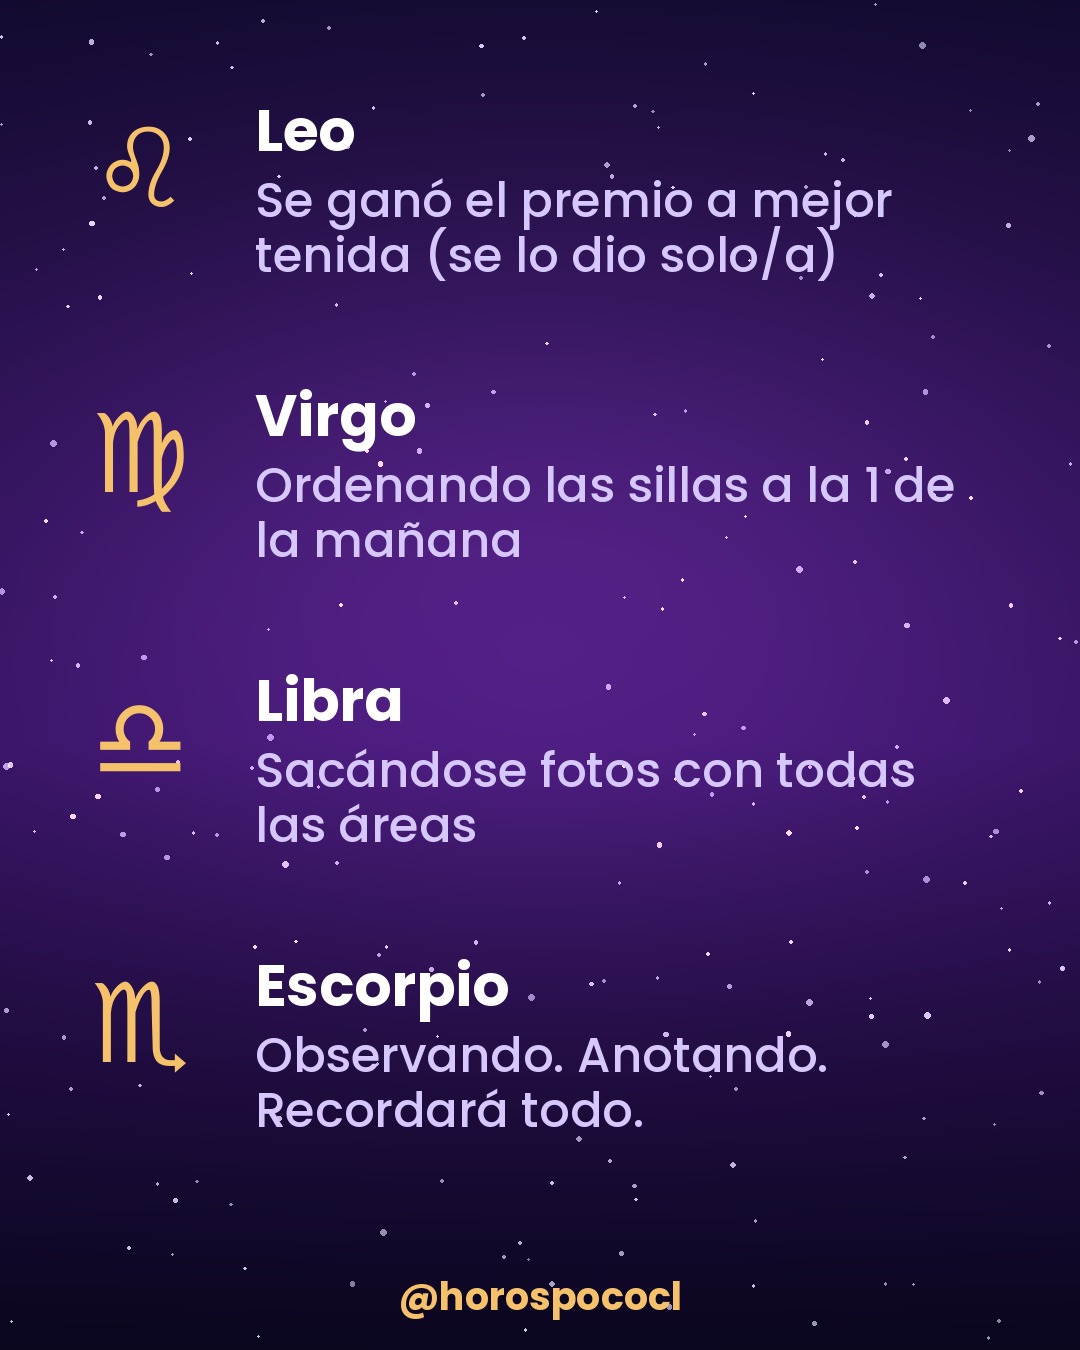 Leo
Se ganó el premio a mejor
tenida (se lo dio solo/a)
Virgo
Ordenando las sillas a la 1 de
la mañana
Libra
Sacándose fotos con todas
las áreas
Escorpio
Observando. Anotando.
Recordará todo.
@horospococl